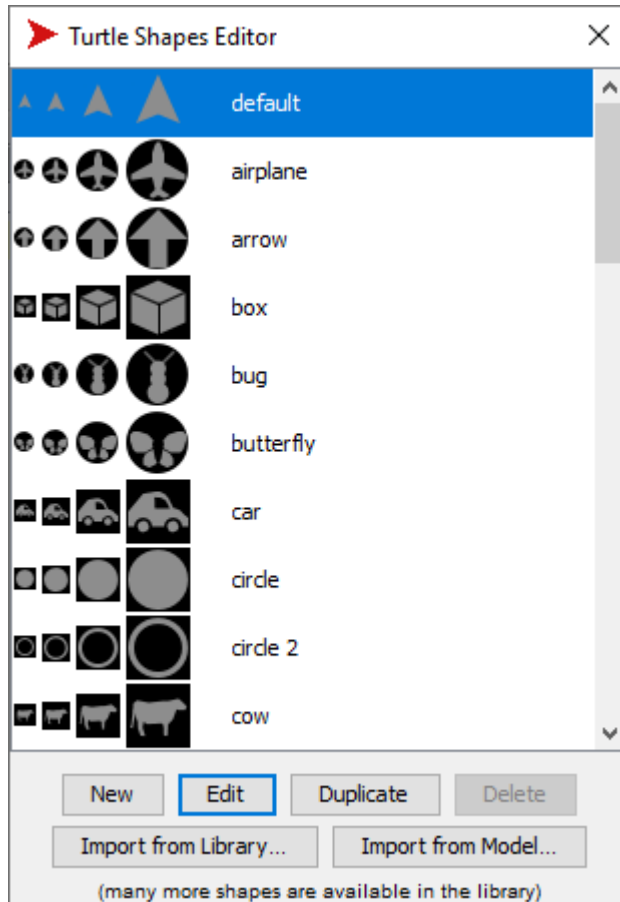 Turtle Shapes Editor
default
airplane
arrow
box
bug
butterfly
car
circle
circle 2
cow
New Edit Duplicate Delete
Import from Library... Import from Model...
(many more shapes are available in the library)